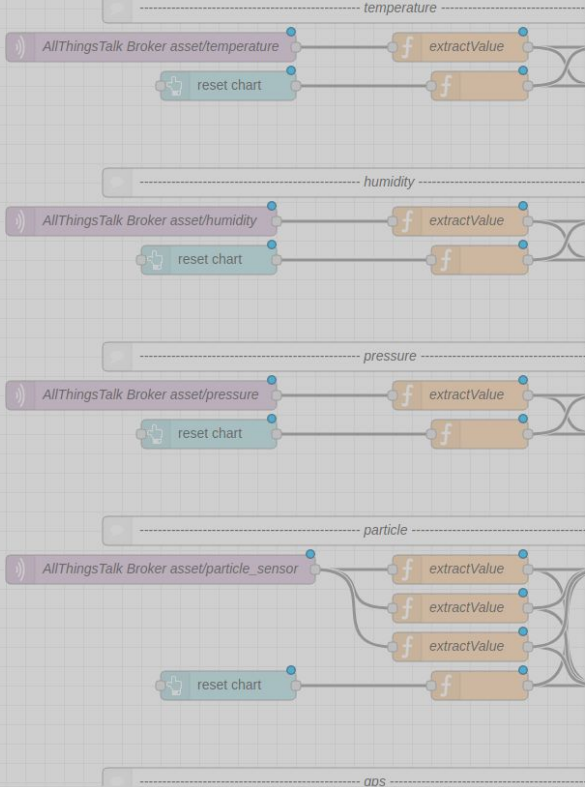 ------------------------------ temperature ------------------------------
AllThingsTalk Broker asset/temperature
extractValue
reset chart
------------------------------ humidity ------------------------------
AllThingsTalk Broker asset/humidity
extractValue
reset chart
------------------------------ pressure ------------------------------
AllThingsTalk Broker asset/pressure
extractValue
reset chart
------------------------------ particle ------------------------------
AllThingsTalk Broker asset/particle_sensor
extractValue
extractValue
extractValue
reset chart
------------------------------ gps ------------------------------